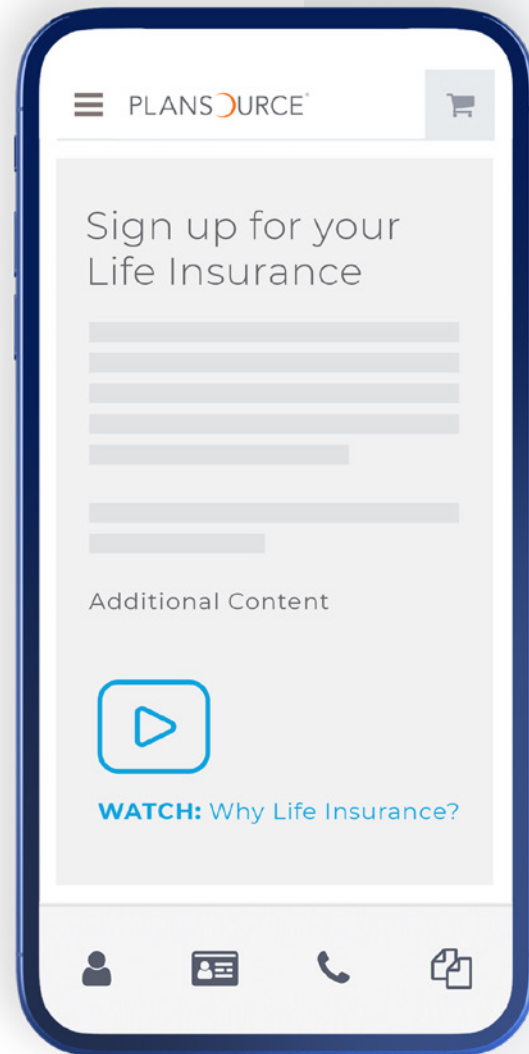 PLANSOURCE
Sign up for your
Life Insurance
Additional Content
WATCH: Why Life Insurance?